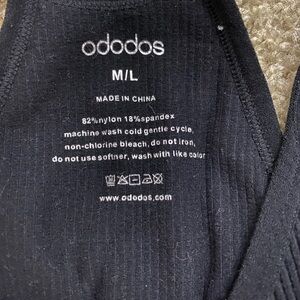 ododos
M/L
MADE IN CHINA
82%nylon 18%spandex
machine wash cold gentle cycle,
non-chlorine bleach, do not iron,
do not use softner, wash with like color
www.ododos.com